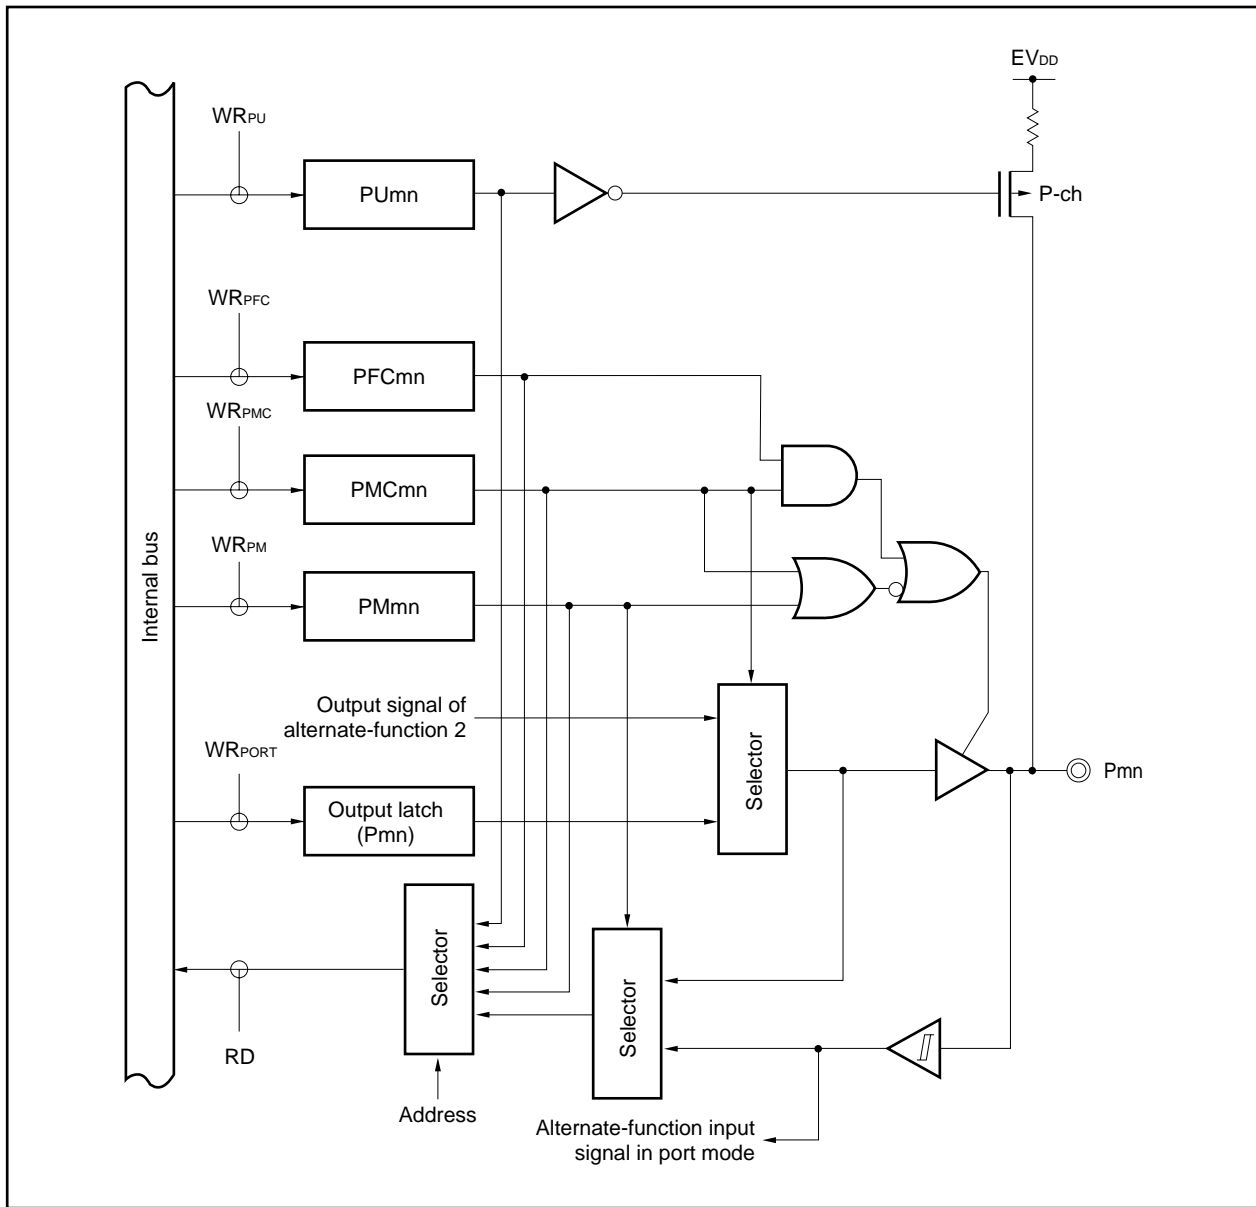 EVDD
WRPU
PUmn
P-ch
WRPFC
PFCmn
WRPMC
PMCmn
WRPM
PMmn
Internal bus
Output signal of
alternate-function 2
WRPORT
Output latch
(Pmn)
Selector
Pmn
Selector
Selector
RD
Address
Alternate-function input
signal in port mode